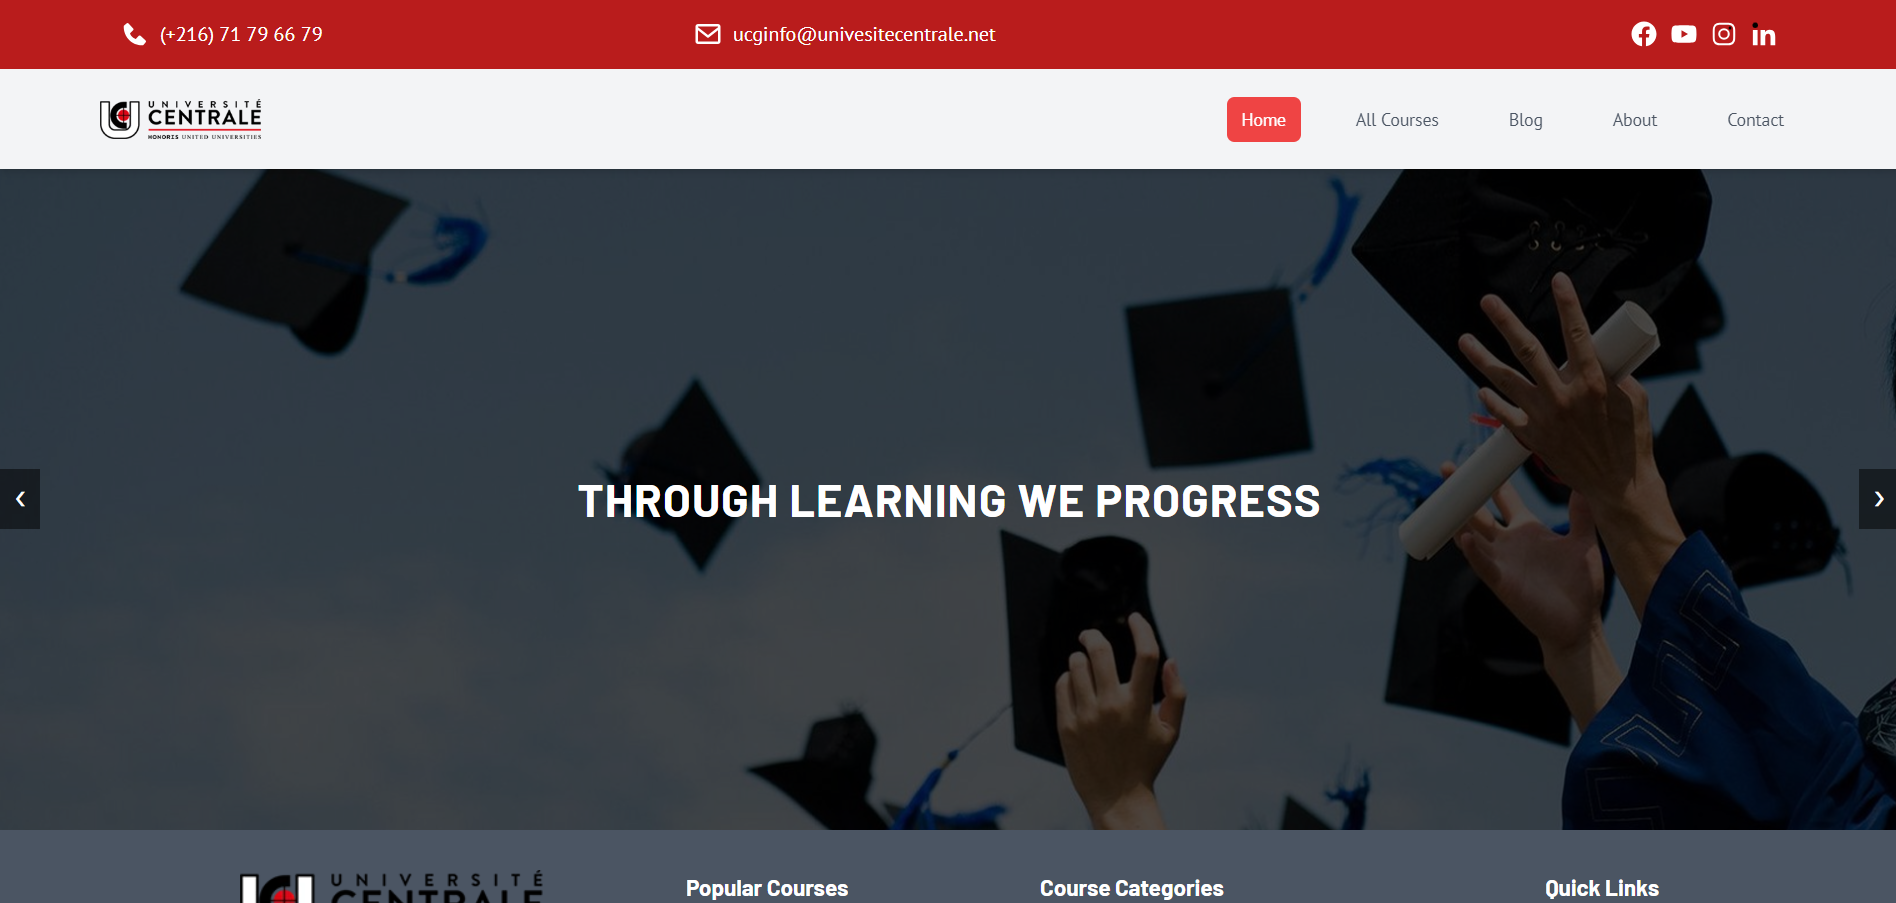 (+216) 71 79 66 79
ucginfo@univesitecentrale.net
UNIVERSITÉ
CENTRALE
HONORIS UNITED UNIVERSITIES
Home
All Courses
Blog
About
Contact
❮
THROUGH LEARNING WE PROGRESS
❯
UNIVERSITÉ
CENTRALE
Popular Courses
Course Categories
Quick Links